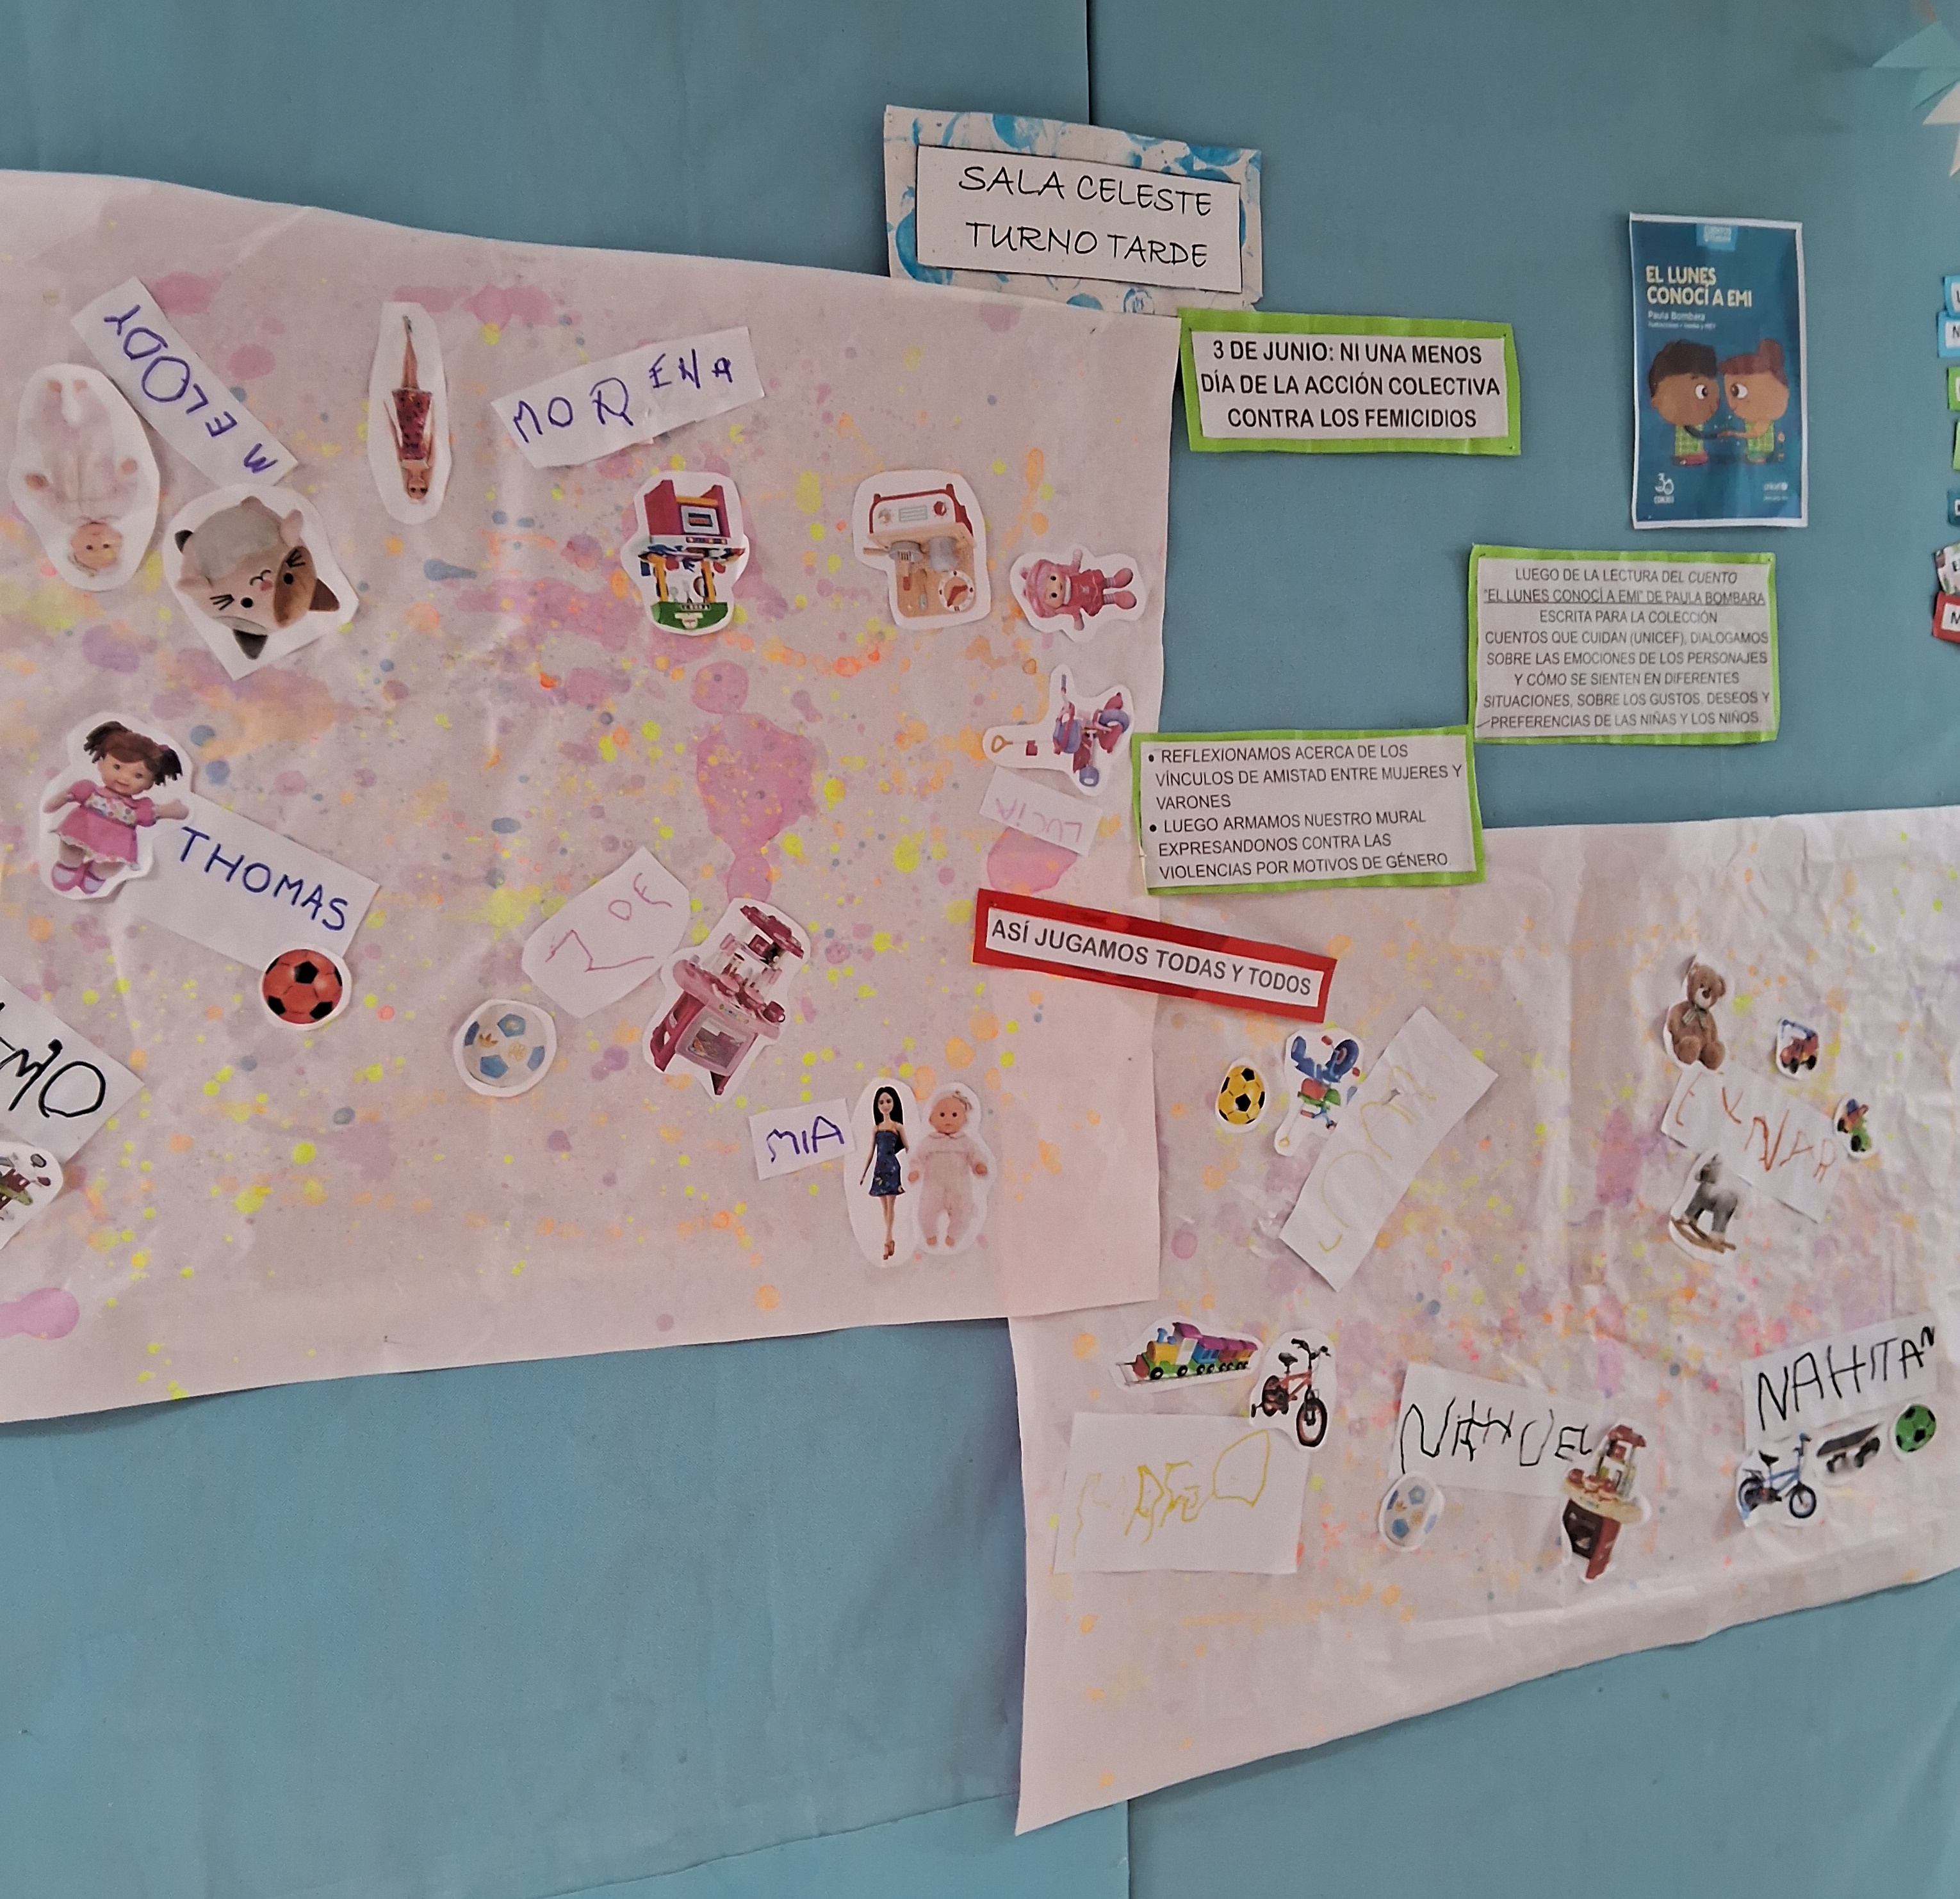 SALA CELESTE
TURNO TARDE
3 DE JUNIO: NI UNA MENOS
DÍA DE LA ACCIÓN COLECTIVA
CONTRA LOS FEMICIDIOS
EL LUNES
CONOCÍ A EMI
Paula Bombara
unicef
LUEGO DE LA LECTURA DEL CUENTO
"EL LUNES CONOCÍ A EMI" DE PAULA BOMBARA
ESCRITA PARA LA COLECCIÓN
CUENTOS QUE CUIDAN (UNICEF), DIALOGAMOS
SOBRE LAS EMOCIONES DE LOS PERSONAJES
Y CÓMO SE SIENTEN EN DIFERENTES
SITUACIONES, SOBRE LOS GUSTOS, DESEOS Y
PREFERENCIAS DE LAS NIÑAS Y LOS NIÑOS.
• REFLEXIONAMOS ACERCA DE LOS
VÍNCULOS DE AMISTAD ENTRE MUJERES Y
VARONES
• LUEGO ARMAMOS NUESTRO MURAL
EXPRESANDONOS CONTRA LAS
VIOLENCIAS POR MOTIVOS DE GÉNERO
ASÍ JUGAMOS TODAS Y TODOS
MELODY
MORENA
LUCIA
THOMAS
ZOE
MIA
EYNAR
NAHUEL
NAHITAN